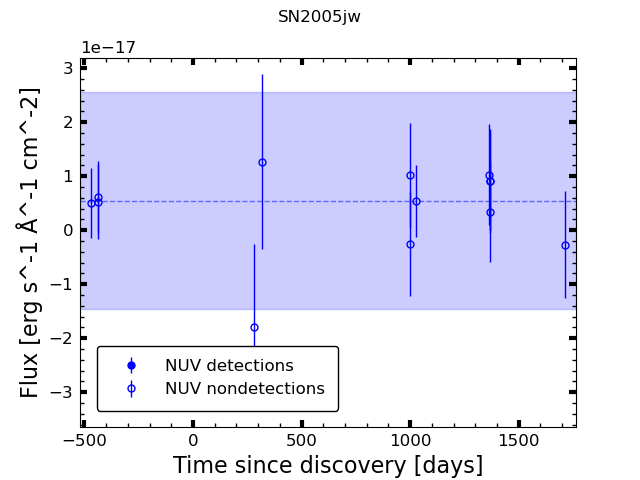 SN2005jw
1e−17
3
2
1
0
−1
−2
−3
Flux [erg s^-1 Å^-1 cm^-2]
NUV detections
NUV nondetections
−500 0 500 1000 1500
Time since discovery [days]